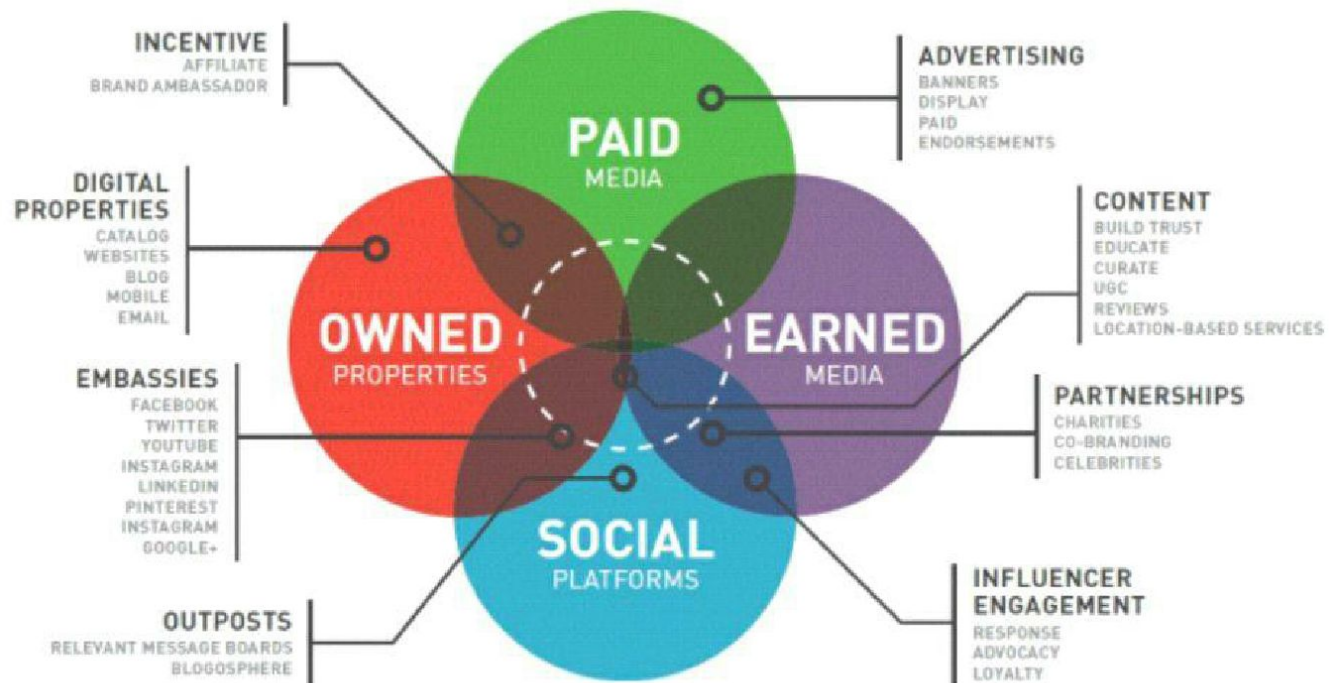 INCENTIVE
AFFILIATE
BRAND AMBASSADOR
DIGITAL
PROPERTIES
CATALOG
WEBSITES
BLOG
MOBILE
EMAIL
EMBASSIES
FACEBOOK
TWITTER
YOUTUBE
INSTAGRAM
LINKEDIN
PINTEREST
INSTAGRAM
GOOGLE+
OUTPOSTS
RELEVANT MESSAGE BOARDS
BLOGOSPHERE
PAID
MEDIA
OWNED
PROPERTIES
EARNED
MEDIA
SOCIAL
PLATFORMS
ADVERTISING
BANNERS
DISPLAY
PAID
ENDORSEMENTS
CONTENT
BUILD TRUST
EDUCATE
CURATE
UGC
REVIEWS
LOCATION-BASED SERVICES
PARTNERSHIPS
CHARITIES
CO-BRANDING
CELEBRITIES
INFLUENCER
ENGAGEMENT
RESPONSE
ADVOCACY
LOYALTY